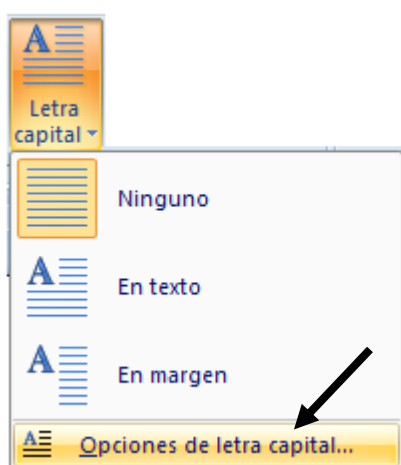 Letra
capital
Ninguno
En texto
En margen
Opciones de letra capital...